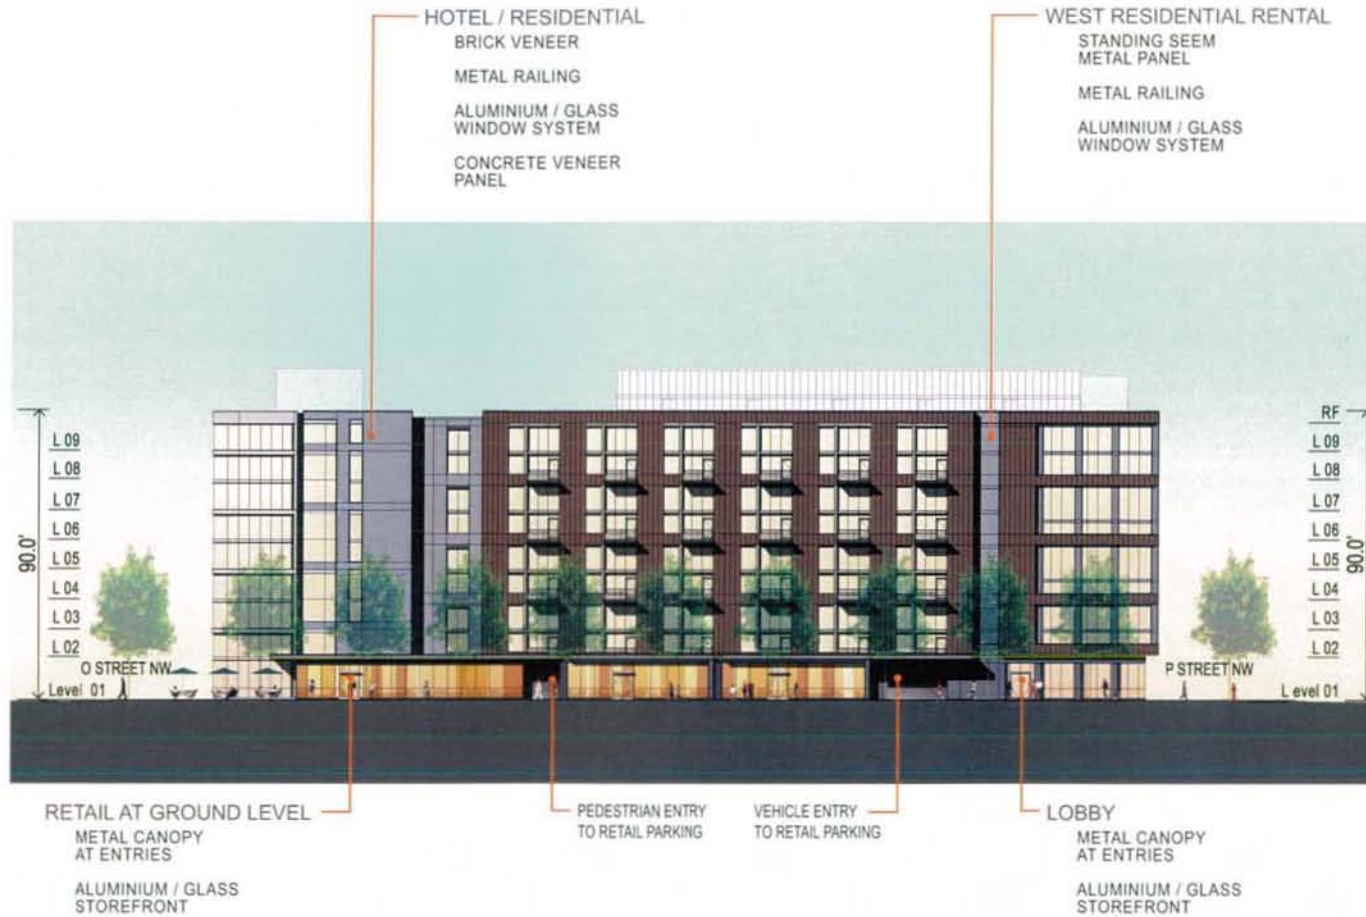 HOTEL / RESIDENTIAL
BRICK VENEER
METAL RAILING
ALUMINIUM / GLASS
WINDOW SYSTEM
CONCRETE VENEER
PANEL
WEST RESIDENTIAL RENTAL
STANDING SEEM
METAL PANEL
METAL RAILING
ALUMINIUM / GLASS
WINDOW SYSTEM
90.0'
L 09
L 08
L 07
L 06
L 05
L 04
L 03
L 02
O STREET NW
Level 01
RF
L 09
L 08
L 07
L 06
L 05
L 04
L 03
L 02
90.0'
P STREET NW
Level 01
RETAIL AT GROUND LEVEL
METAL CANOPY
AT ENTRIES
ALUMINIUM / GLASS
STOREFRONT
PEDESTRIAN ENTRY
TO RETAIL PARKING
VEHICLE ENTRY
TO RETAIL PARKING
LOBBY
METAL CANOPY
AT ENTRIES
ALUMINIUM / GLASS
STOREFRONT